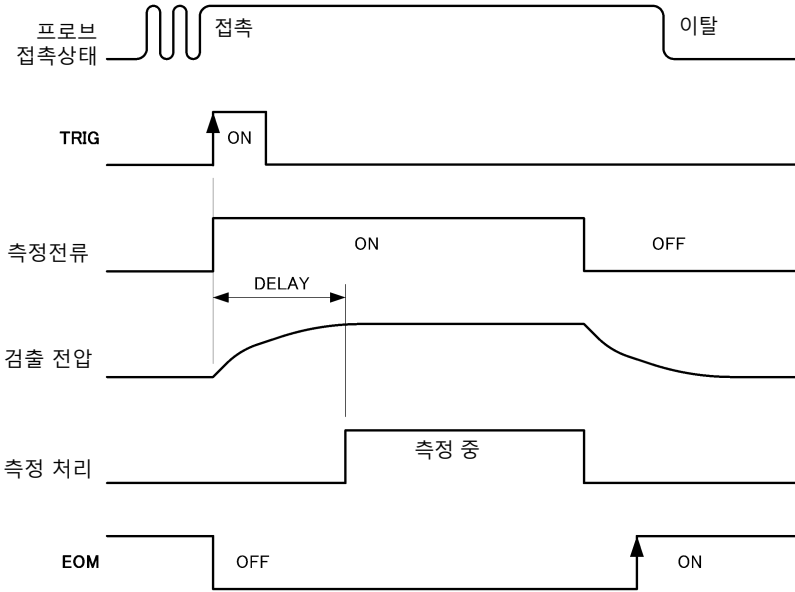 프로브
접촉상태
접촉
이탈
TRIG
ON
측정전류
ON
OFF
DELAY
검출 전압
측정 처리
측정 중
EOM
OFF
ON